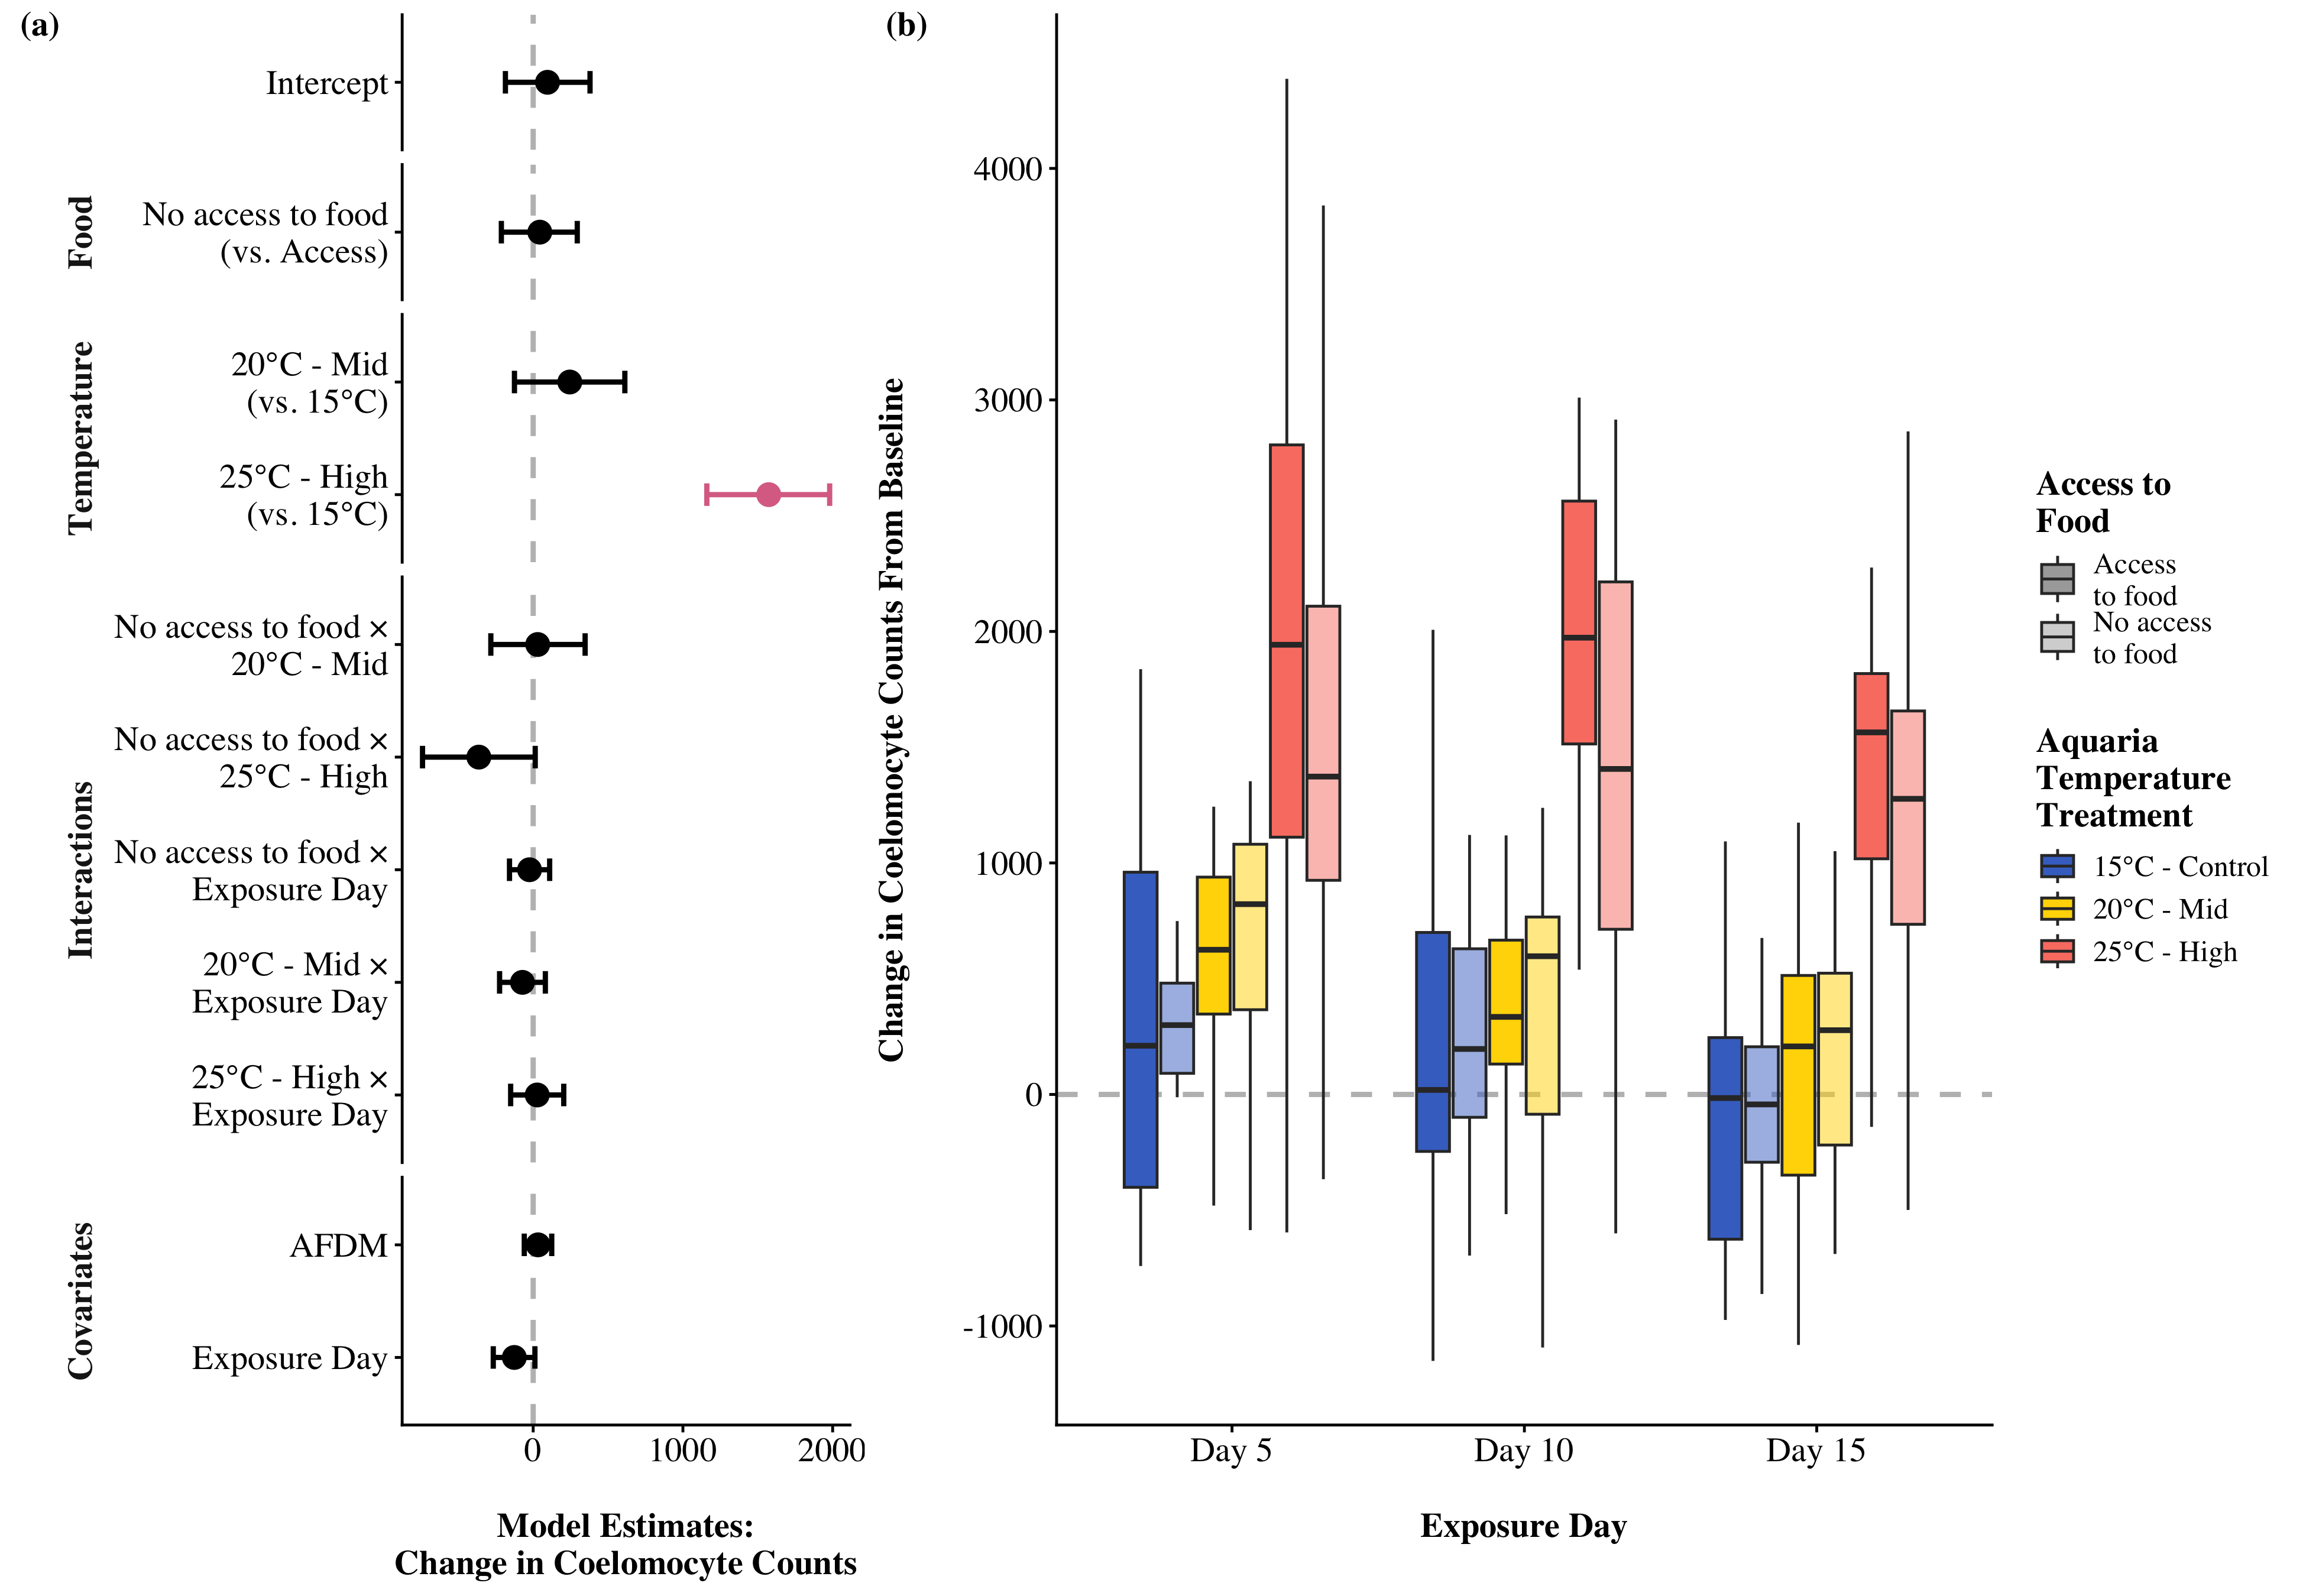 (a)
Intercept
Food
No access to food
(vs. Access)
Temperature
20°C - Mid
(vs. 15°C)
25°C - High
(vs. 15°C)
Interactions
No access to food ×
20°C - Mid
No access to food ×
25°C - High
No access to food ×
Exposure Day
20°C - Mid ×
Exposure Day
25°C - High ×
Exposure Day
Covariates
AFDM
Exposure Day
0
1000
2000
Model Estimates:
Change in Coelomocyte Counts
(b)
Change in Coelomocyte Counts From Baseline
4000
3000
2000
1000
0
-1000
Day 5
Day 10
Day 15
Exposure Day
Access to
Food
Access
to food
No access
to food
Aquaria
Temperature
Treatment
15°C - Control
20°C - Mid
25°C - High